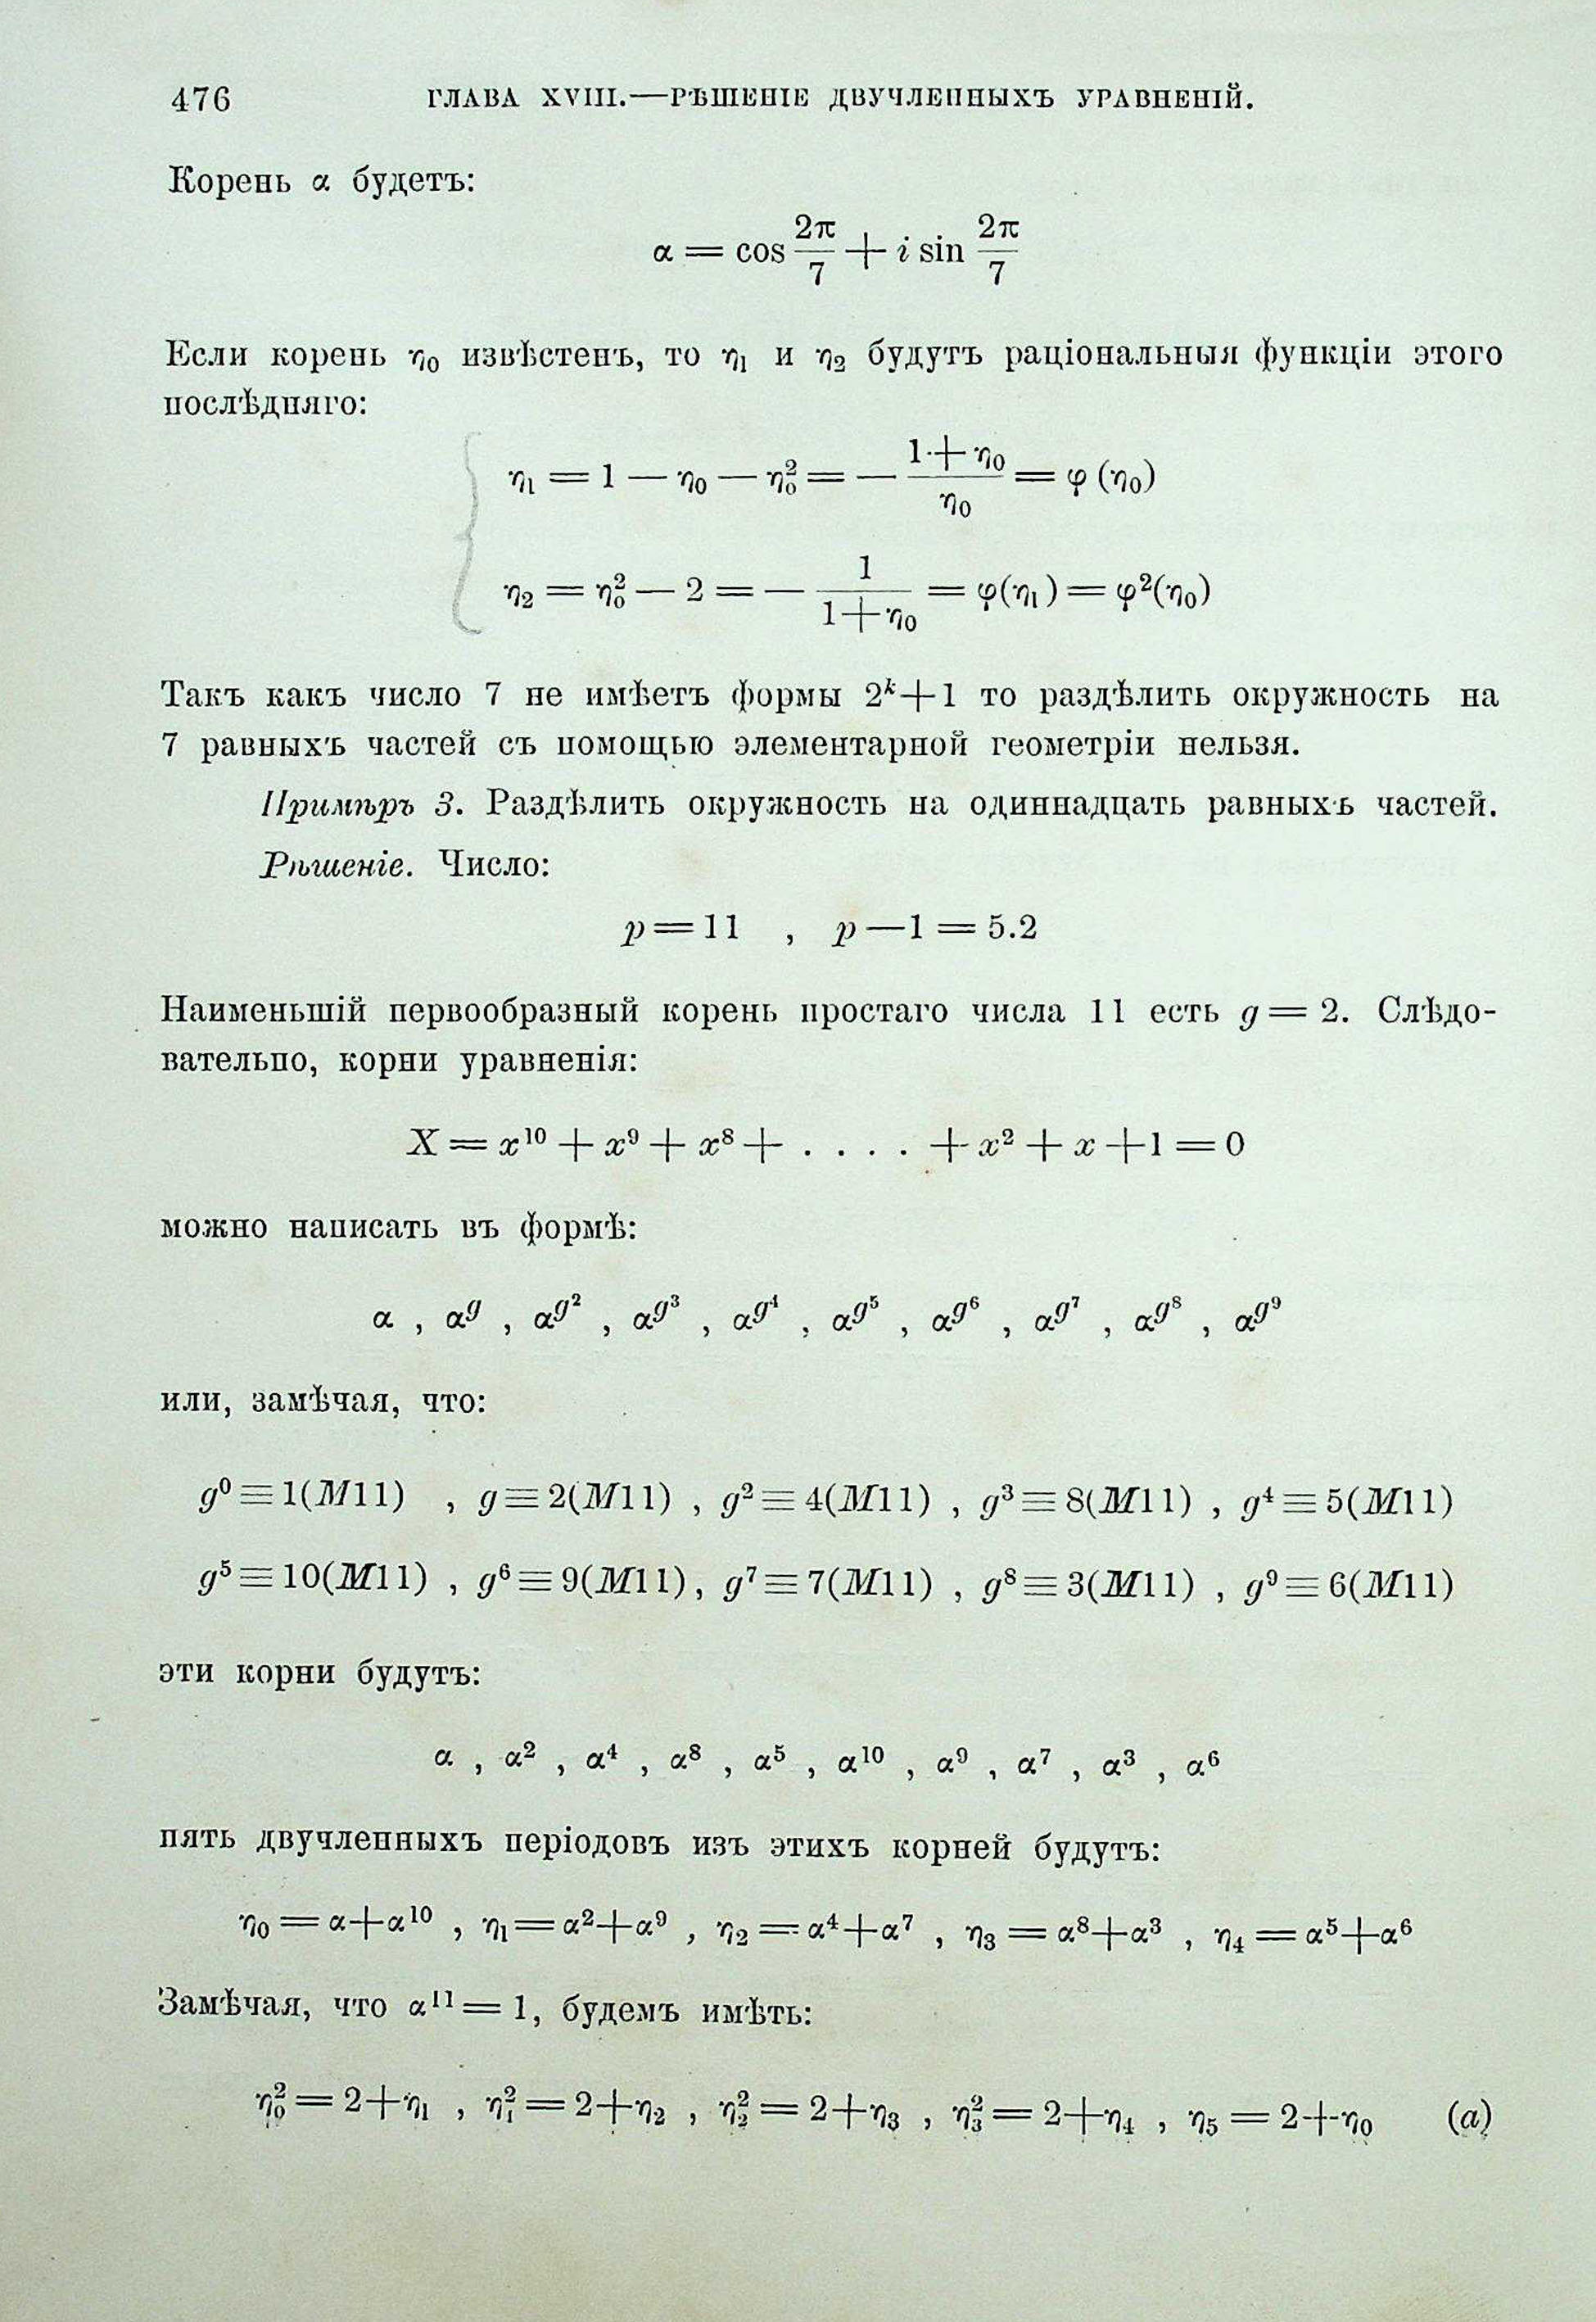 476 ГЛАВА XVIII.—РѢШЕНІЕ ДВУЧЛЕННЫХЪ УРАВНЕНІЙ.
Корень α будетъ:
α = cos 2π/7 + i sin 2π/7
Если корень η₀ извѣстенъ, то η₁ и η₂ будутъ раціональныя функціи этого
послѣдняго:
η₁ = 1 — η₀ — η₀² = — (1 + η₀)/η₀ = φ (η₀)
η₂ = η₀² — 2 = — 1/(1+η₀) = φ(η₁) = φ²(η₀)
Такъ какъ число 7 не имѣетъ формы 2ᵏ+1 то раздѣлить окружность на
7 равныхъ частей съ помощью элементарной геометріи нельзя.
Примѣръ 3. Раздѣлить окружность на одиннадцать равныхъ частей.
Рѣшеніе. Число:
p = 11 , p — 1 = 5.2
Наименьшій первообразный корень простаго числа 11 есть g = 2. Слѣдо-
вательно, корни уравненія:
X = x¹⁰ + x⁹ + x⁸ + . . . . + x² + x + 1 = 0
можно написать въ формѣ:
α , α^g , α^g² , α^g³ , α^g⁴ , α^g⁵ , α^g⁶ , α^g⁷ , α^g⁸ , α^g⁹
или, замѣчая, что:
g⁰ ≡ 1(M11) , g ≡ 2(M11) , g² ≡ 4(M11) , g³ ≡ 8(M11) , g⁴ ≡ 5(M11)
g⁵ ≡ 10(M11) , g⁶ ≡ 9(M11), g⁷ ≡ 7(M11) , g⁸ ≡ 3(M11) , g⁹ ≡ 6(M11)
эти корни будутъ:
α , α² , α⁴ , α⁸ , α⁵ , α¹⁰ , α⁹ , α⁷ , α³ , α⁶
пять двучленныхъ періодовъ изъ этихъ корней будутъ:
η₀ = α+α¹⁰ , η₁ = α²+α⁹ , η₂ = α⁴+α⁷ , η₃ = α⁸+α³ , η₄ = α⁵+α⁶
Замѣчая, что α¹¹ = 1, будемъ имѣть:
η₀² = 2+η₁ , η₁² = 2+η₂ , η₂² = 2+η₃ , η₃² = 2+η₄ , η₅ = 2+η₀ (a)